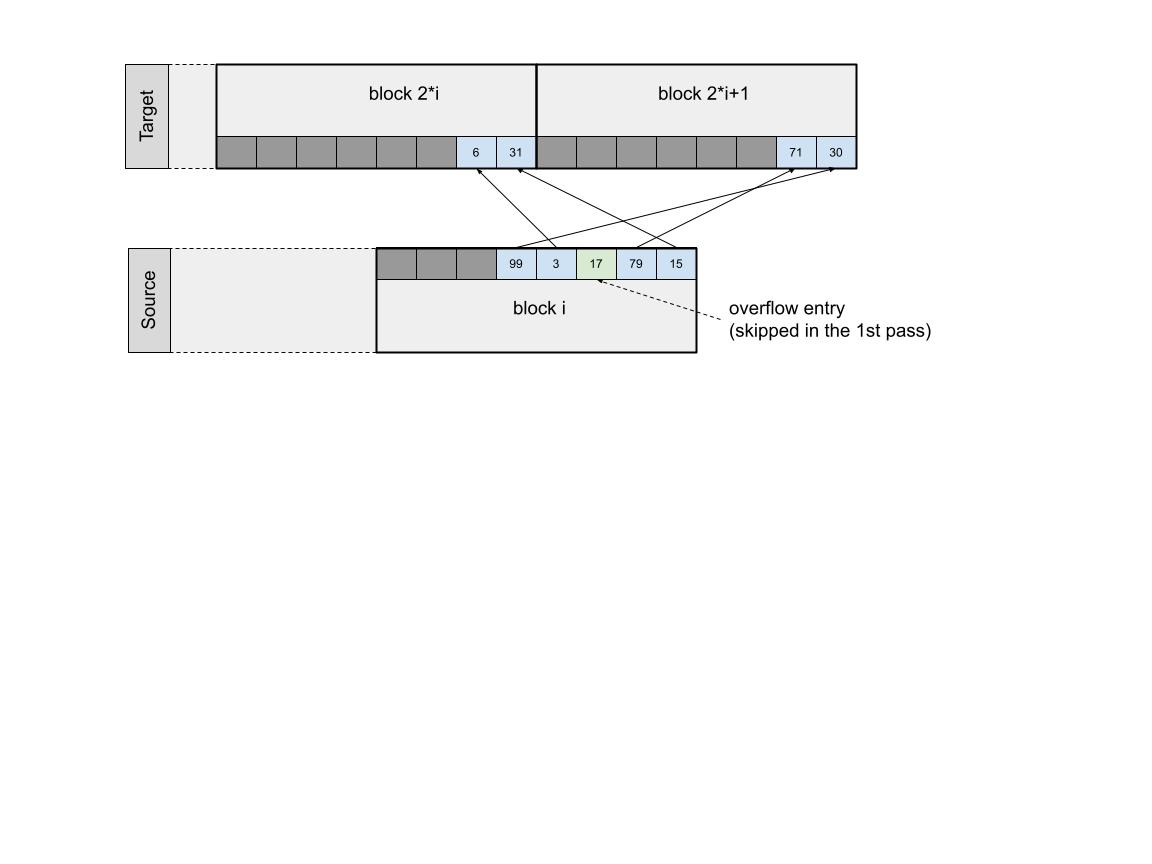 Target
block 2*i
block 2*i+1
6 31 71 30
Source
99 3 17 79 15
block i
overflow entry
(skipped in the 1st pass)